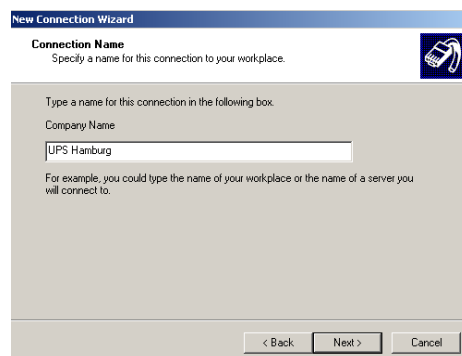 New Connection Wizard
Connection Name
Specify a name for this connection to your workplace.
Type a name for this connection in the following box.
Company Name
UPS Hamburg
For example, you could type the name of your workplace or the name of a server you
will connect to.
< Back
Next >
Cancel